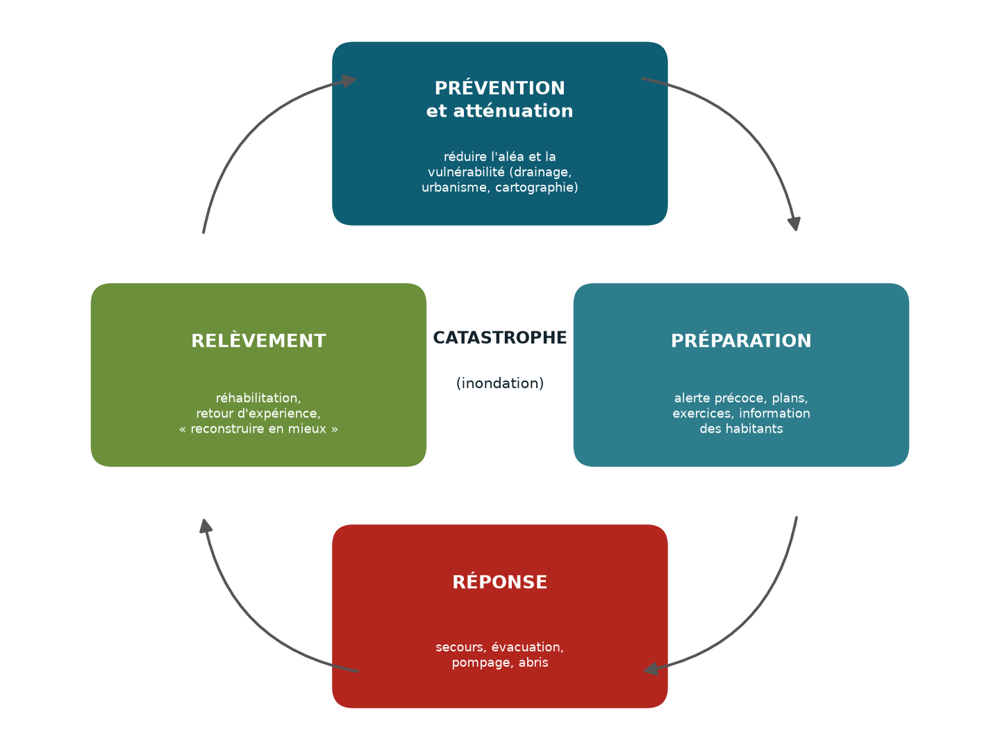 PRÉVENTION
et atténuation
réduire l'aléa et la
vulnérabilité (drainage,
urbanisme, cartographie)
RELÈVEMENT
réhabilitation,
retour d'expérience,
« reconstruire en mieux »
CATASTROPHE
(inondation)
PRÉPARATION
alerte précoce, plans,
exercices, information
des habitants
RÉPONSE
secours, évacuation,
pompage, abris